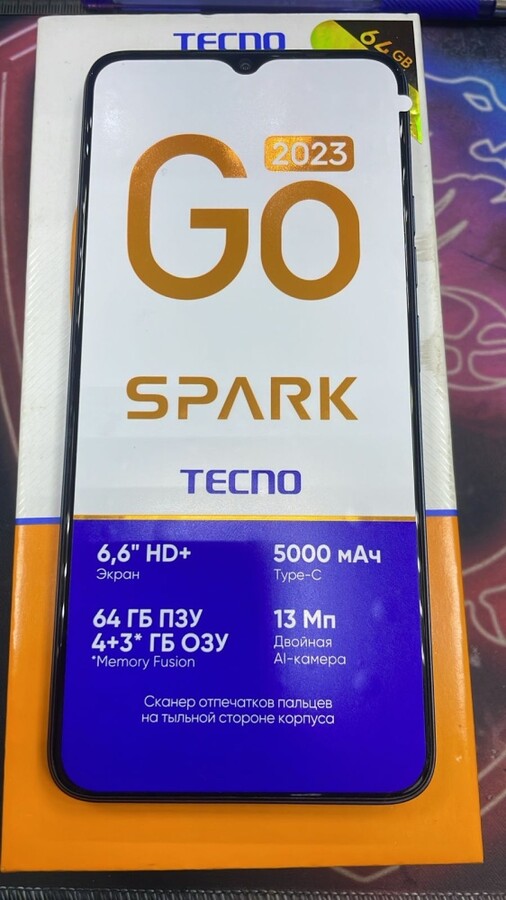 TECNO
64 GB
2023
GO
SPARK
TECNO
6,6" HD+
Экран
5000 мАч
Type-C
64 ГБ ПЗУ
4+3* ГБ ОЗУ
*Memory Fusion
13 Мп
Двойная
AI-камера
Сканер отпечатков пальцев
на тыльной стороне корпуса